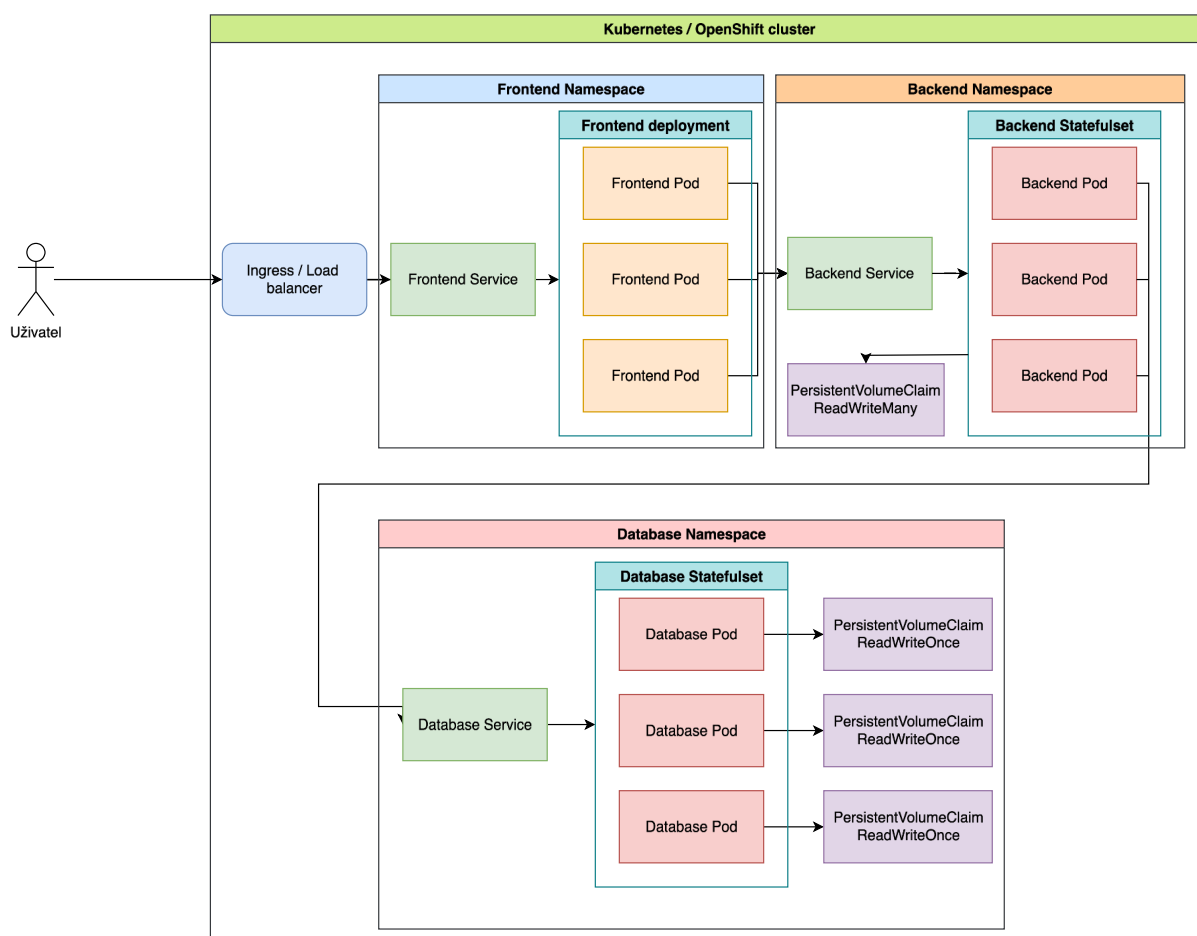 Kubernetes / OpenShift cluster
Frontend Namespace
Backend Namespace
Frontend deployment
Backend Statefulset
Frontend Pod
Backend Pod
Uživatel
Ingress / Load
balancer
Frontend Service
Frontend Pod
Backend Service
Backend Pod
Frontend Pod
PersistentVolumeClaim
ReadWriteMany
Backend Pod
Database Namespace
Database Statefulset
Database Pod
PersistentVolumeClaim
ReadWriteOnce
Database Service
Database Pod
PersistentVolumeClaim
ReadWriteOnce
Database Pod
PersistentVolumeClaim
ReadWriteOnce